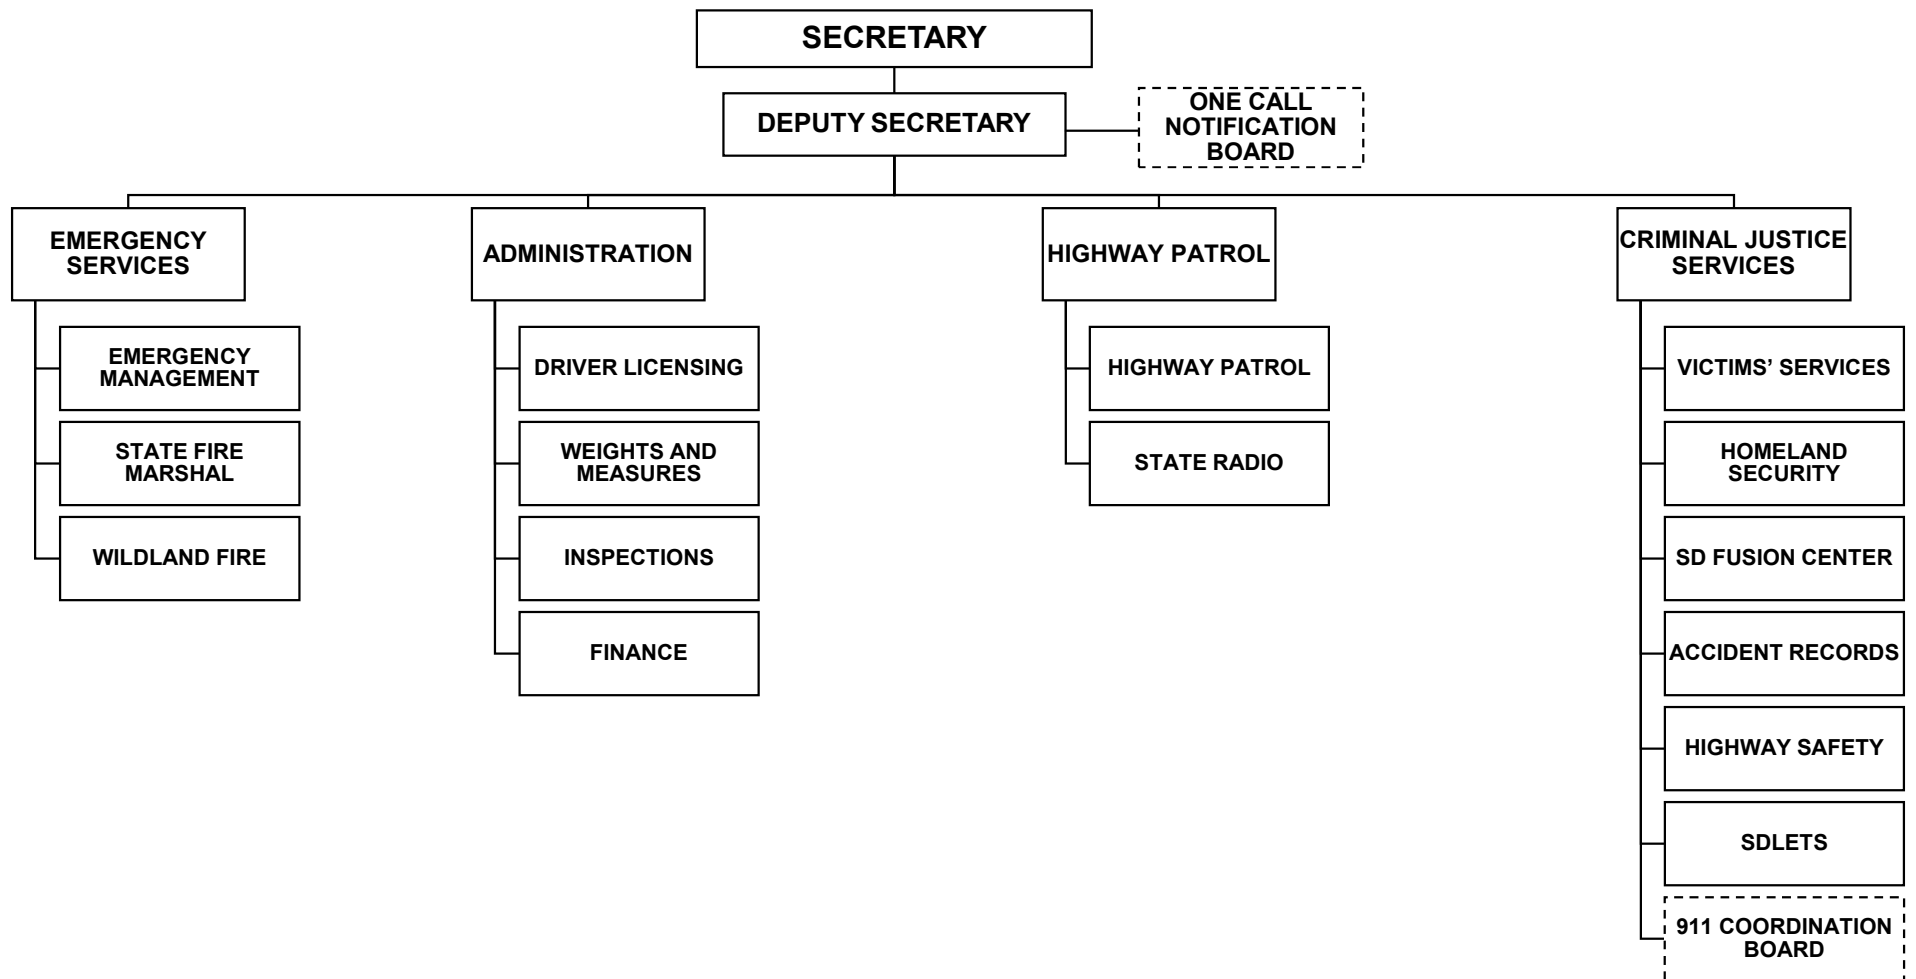 SECRETARY
DEPUTY SECRETARY
ONE CALL
NOTIFICATION
BOARD
EMERGENCY
SERVICES
EMERGENCY
MANAGEMENT
STATE FIRE
MARSHAL
WILDLAND FIRE
ADMINISTRATION
DRIVER LICENSING
WEIGHTS AND
MEASURES
INSPECTIONS
FINANCE
HIGHWAY PATROL
HIGHWAY PATROL
STATE RADIO
CRIMINAL JUSTICE
SERVICES
VICTIMS’ SERVICES
HOMELAND
SECURITY
SD FUSION CENTER
ACCIDENT RECORDS
HIGHWAY SAFETY
SDLETS
911 COORDINATION
BOARD